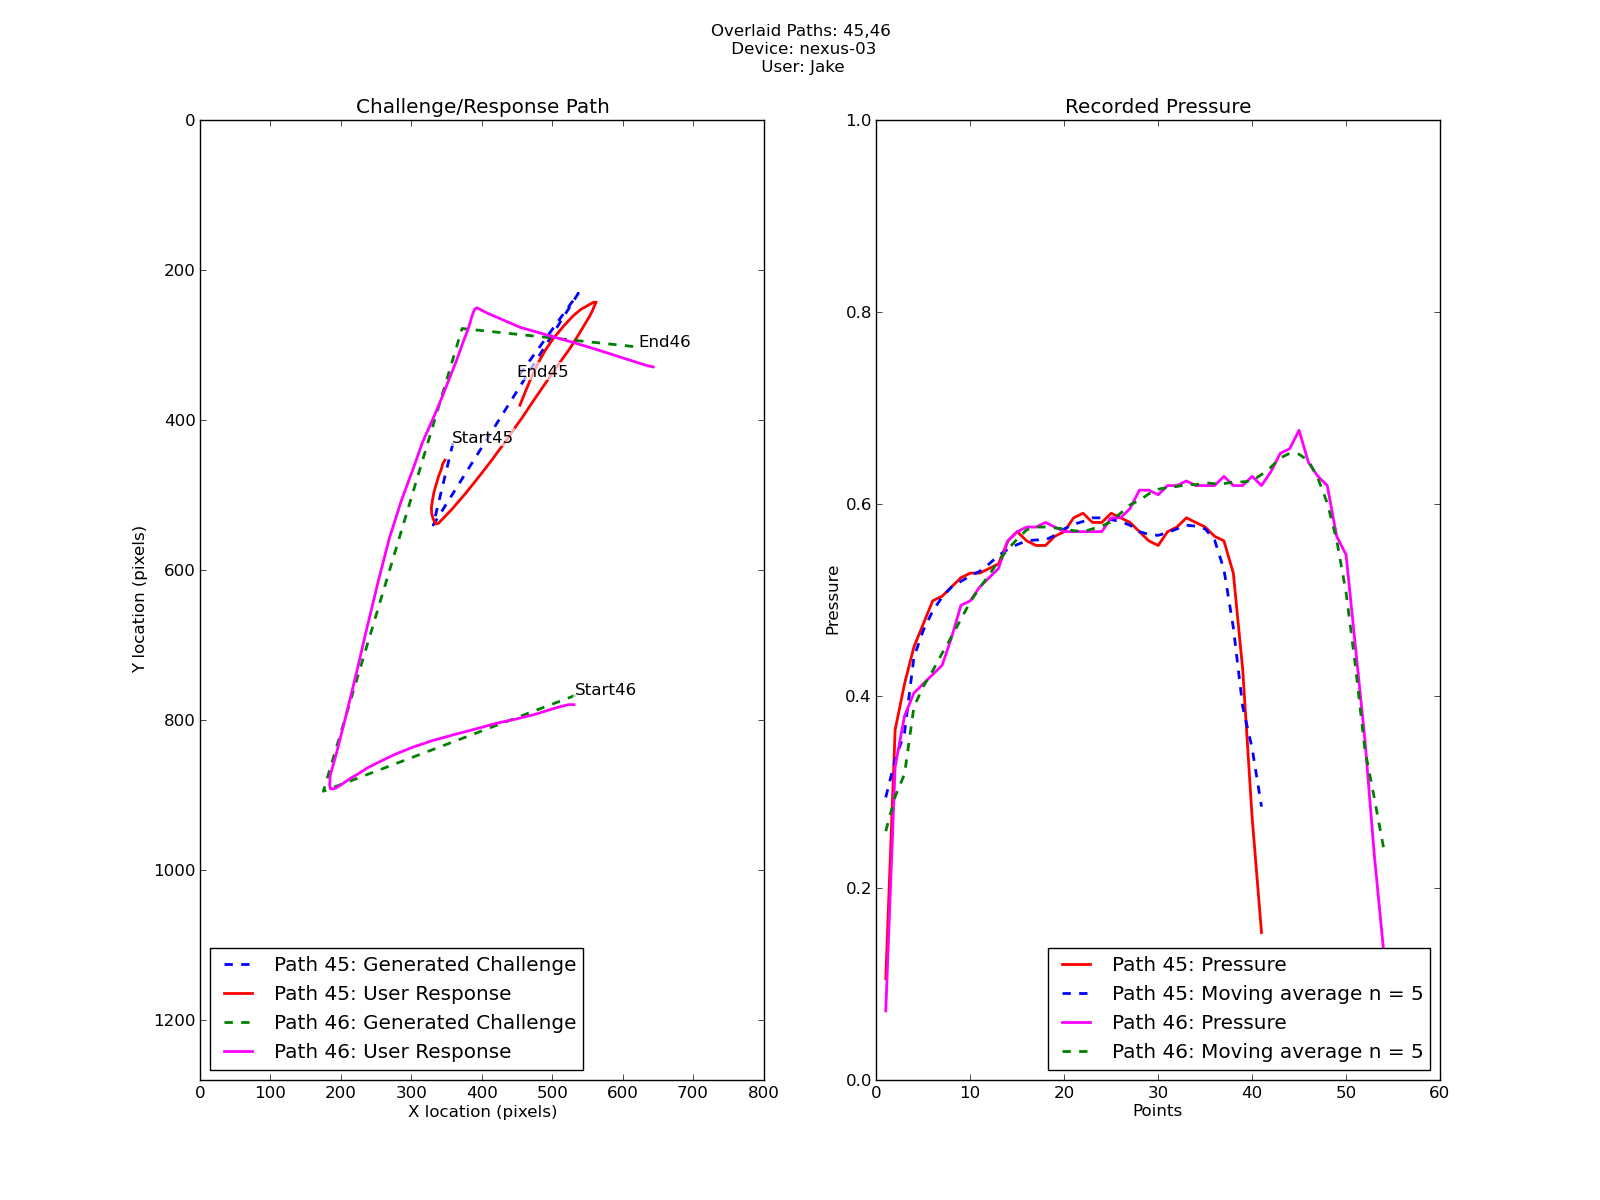 Overlaid Paths: 45,46
Device: nexus-03
User: Jake
Challenge/Response Path
0
200
400
600
800
1000
1200
Y location (pixels)
End46
End45
Start45
Start46
Path 45: Generated Challenge
Path 45: User Response
Path 46: Generated Challenge
Path 46: User Response
0 100 200 300 400 500 600 700 800
X location (pixels)
Recorded Pressure
1.0
0.8
0.6
0.4
0.2
0.0
Pressure
Path 45: Pressure
Path 45: Moving average n = 5
Path 46: Pressure
Path 46: Moving average n = 5
0 10 20 30 40 50 60
Points